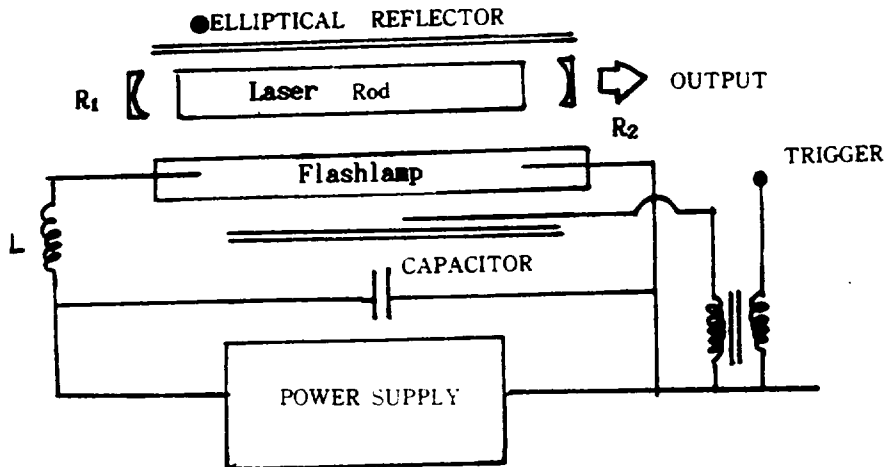 ELLIPTICAL REFLECTOR
R1
Laser Rod
OUTPUT
R2
TRIGGER
Flashlamp
L
CAPACITOR
POWER SUPPLY